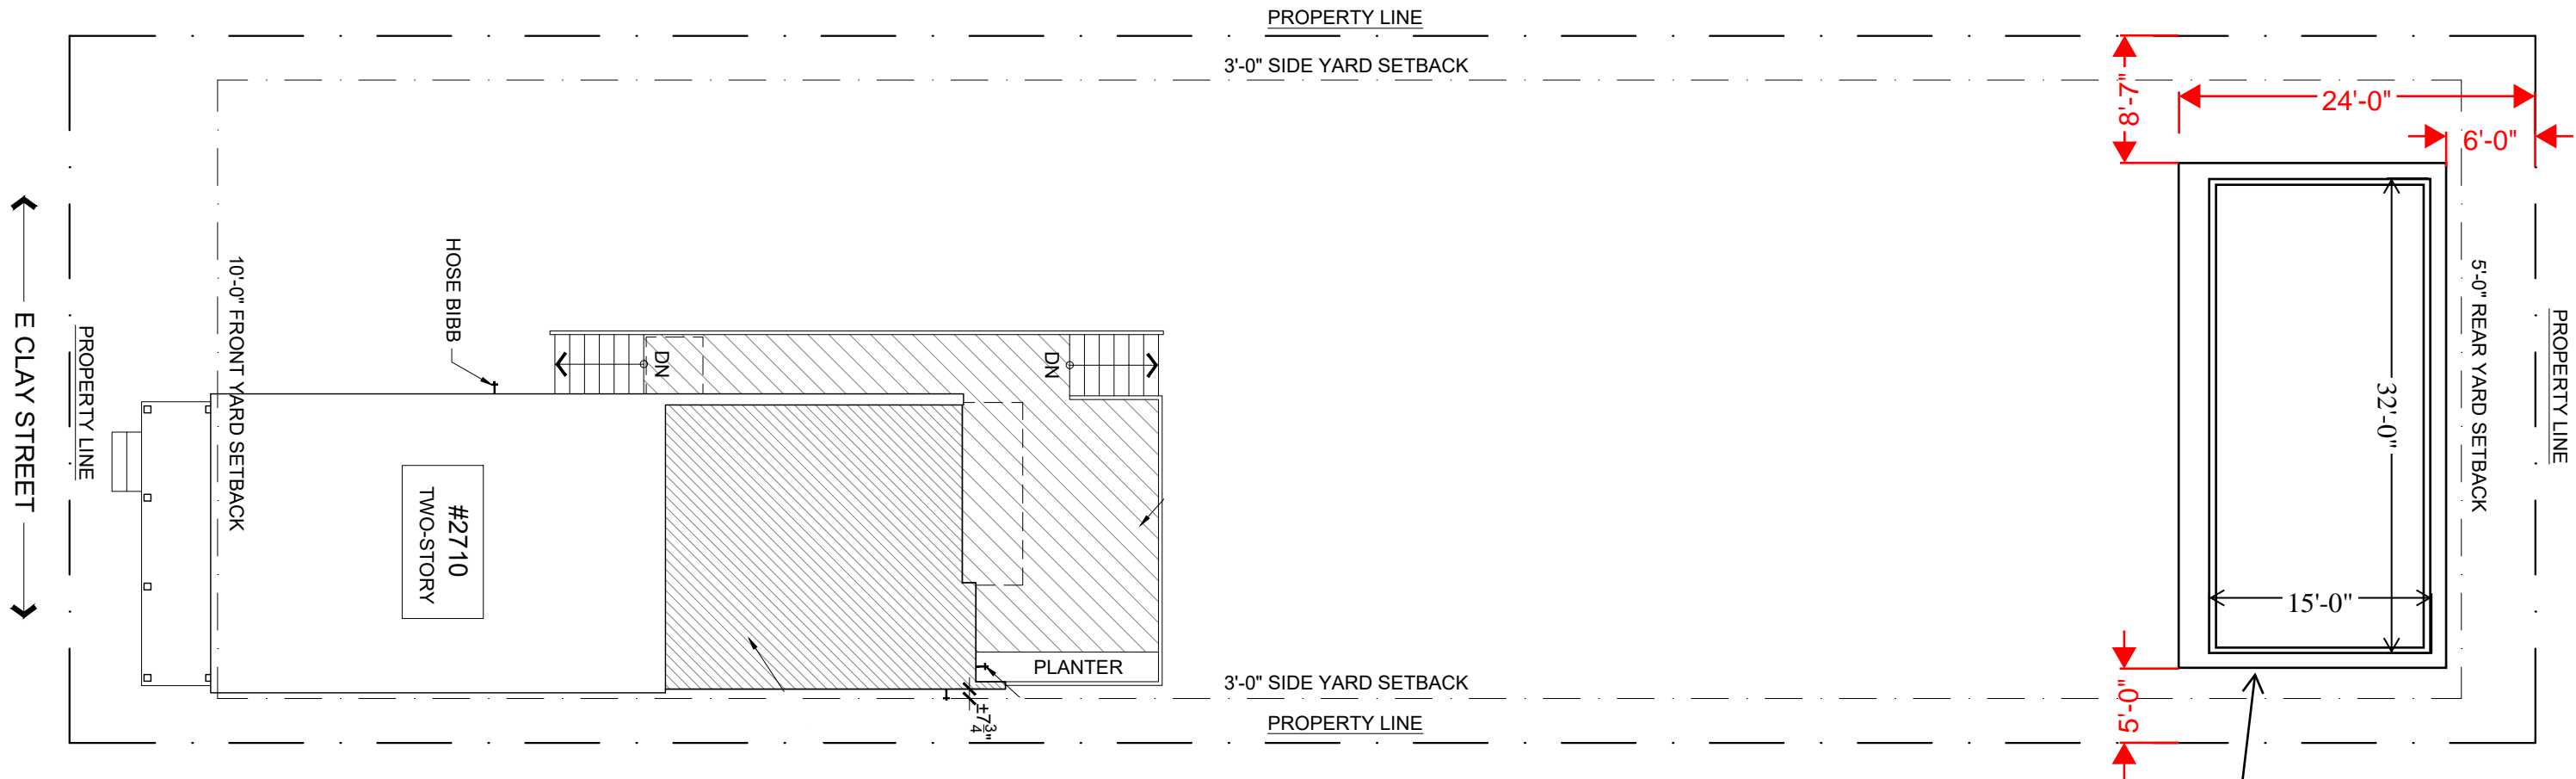 PROPERTY LINE
3'-0" SIDE YARD SETBACK
8'-7"
24'-0"
6'-0"
E CLAY STREET
PROPERTY LINE
10'-0" FRONT YARD SETBACK
HOSE BIBB
DN
DN
#2710
TWO-STORY
PLANTER
±7 3/4"
32'-0"
15'-0"
5'-0" REAR YARD SETBACK
PROPERTY LINE
3'-0" SIDE YARD SETBACK
PROPERTY LINE
5'-0"